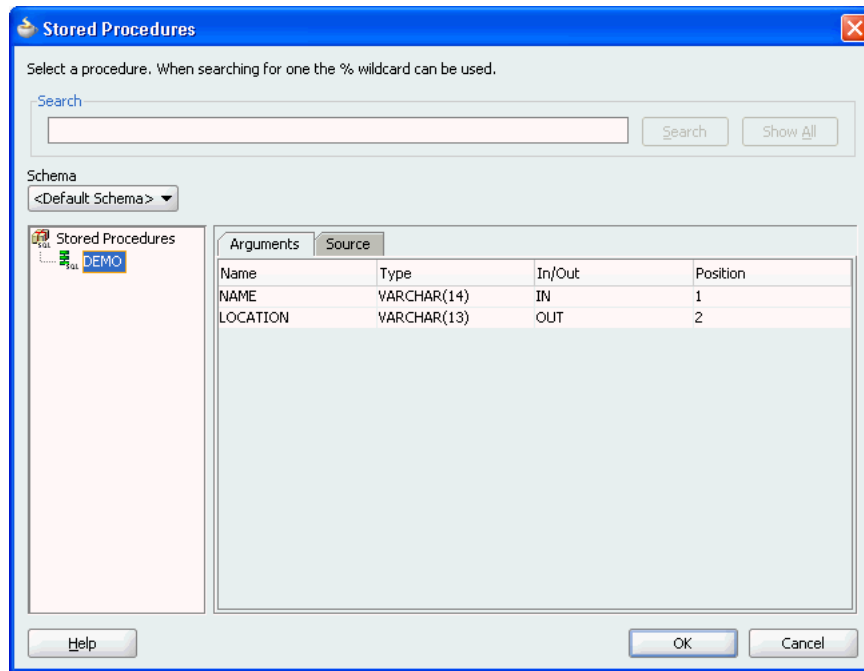 Stored Procedures
Select a procedure. When searching for one the % wildcard can be used.
Search
Search Show All
Schema
<Default Schema>
SQL Stored Procedures
SQL DEMO
Arguments Source
Name Type In/Out Position
NAME VARCHAR(14) IN 1
LOCATION VARCHAR(13) OUT 2
Help OK Cancel